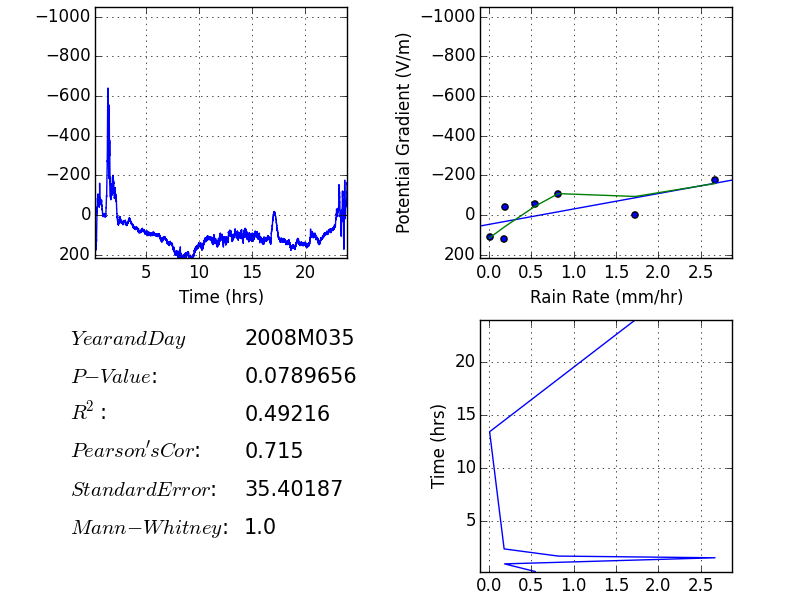 −1000
−800
−600
−400
−200
0
200
5 10 15 20
Time (hrs)
Potential Gradient (V/m)
−1000
−800
−600
−400
−200
0
200
0.0 0.5 1.0 1.5 2.0 2.5
Rain Rate (mm/hr)
YearandDay 2008M035
P−Value: 0.0789656
R²: 0.49216
Pearson'sCor: 0.715
StandardError: 35.40187
Mann−Whitney: 1.0
Time (hrs)
20
15
10
5
0.0 0.5 1.0 1.5 2.0 2.5